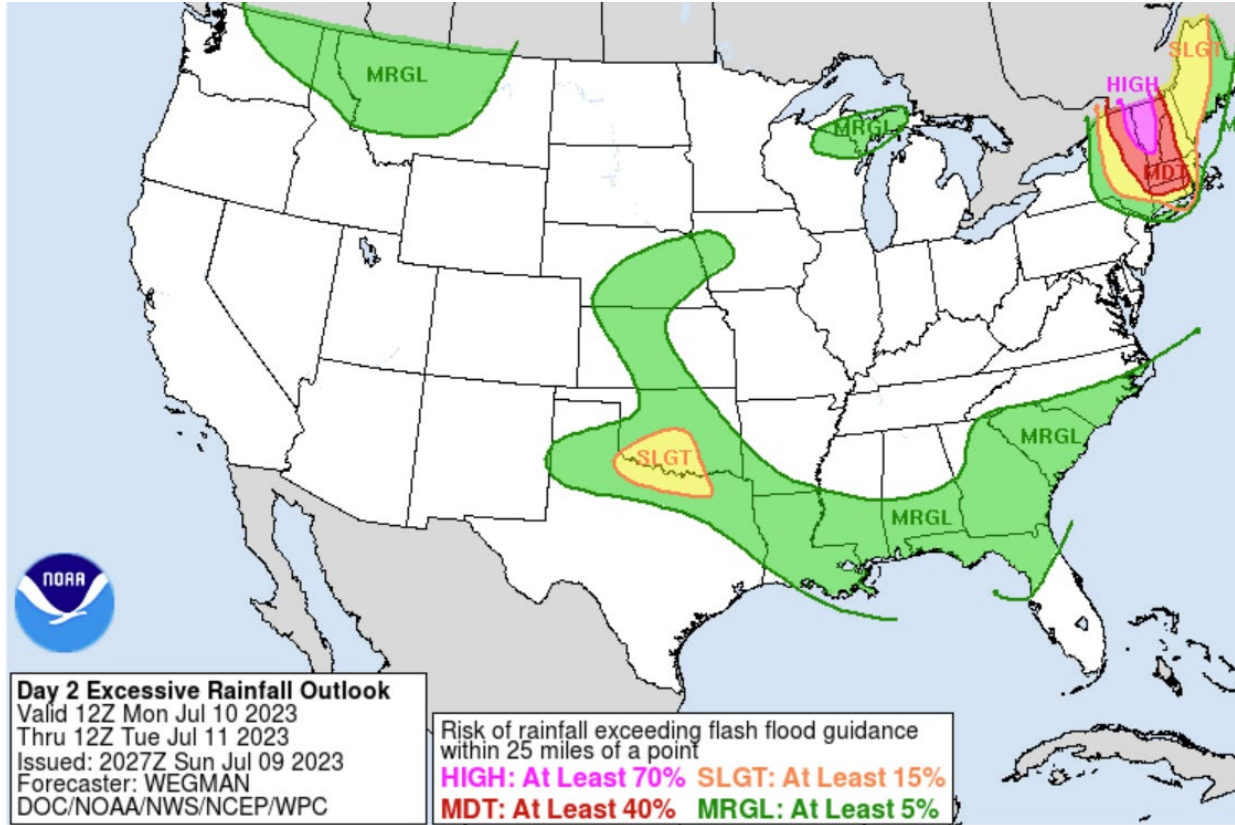 MRGL
SLGT
HIGH
MRGL
MDT
SLGT
MRGL
MRGL
NOAA
Day 2 Excessive Rainfall Outlook
Valid 12Z Mon Jul 10 2023
Thru 12Z Tue Jul 11 2023
Issued: 2027Z Sun Jul 09 2023
Forecaster: WEGMAN
DOC/NOAA/NWS/NCEP/WPC
Risk of rainfall exceeding flash flood guidance
within 25 miles of a point
HIGH: At Least 70% SLGT: At Least 15%
MDT: At Least 40% MRGL: At Least 5%